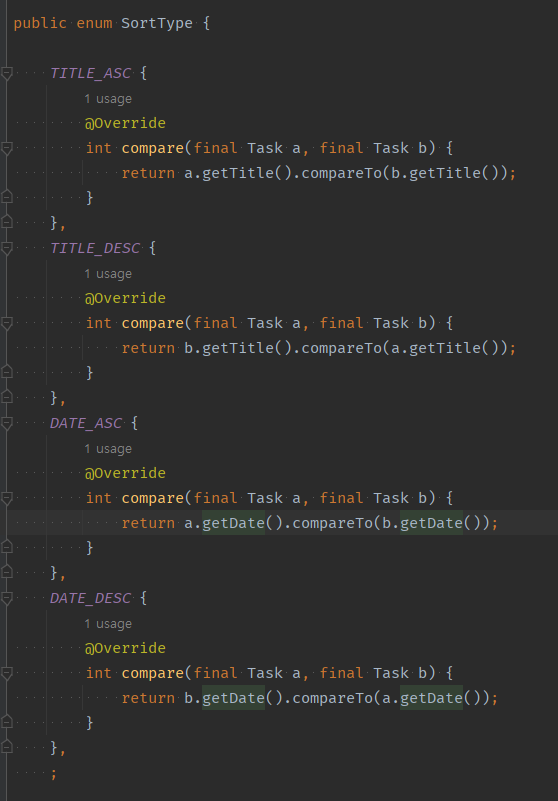 public enum SortType {
TITLE_ASC {
1 usage
@Override
int compare(final Task a, final Task b) {
return a.getTitle().compareTo(b.getTitle());
}
},
TITLE_DESC {
1 usage
@Override
int compare(final Task a, final Task b) {
return b.getTitle().compareTo(a.getTitle());
}
},
DATE_ASC {
1 usage
@Override
int compare(final Task a, final Task b) {
return a.getDate().compareTo(b.getDate());
}
},
DATE_DESC {
1 usage
@Override
int compare(final Task a, final Task b) {
return b.getDate().compareTo(a.getDate());
}
},
;